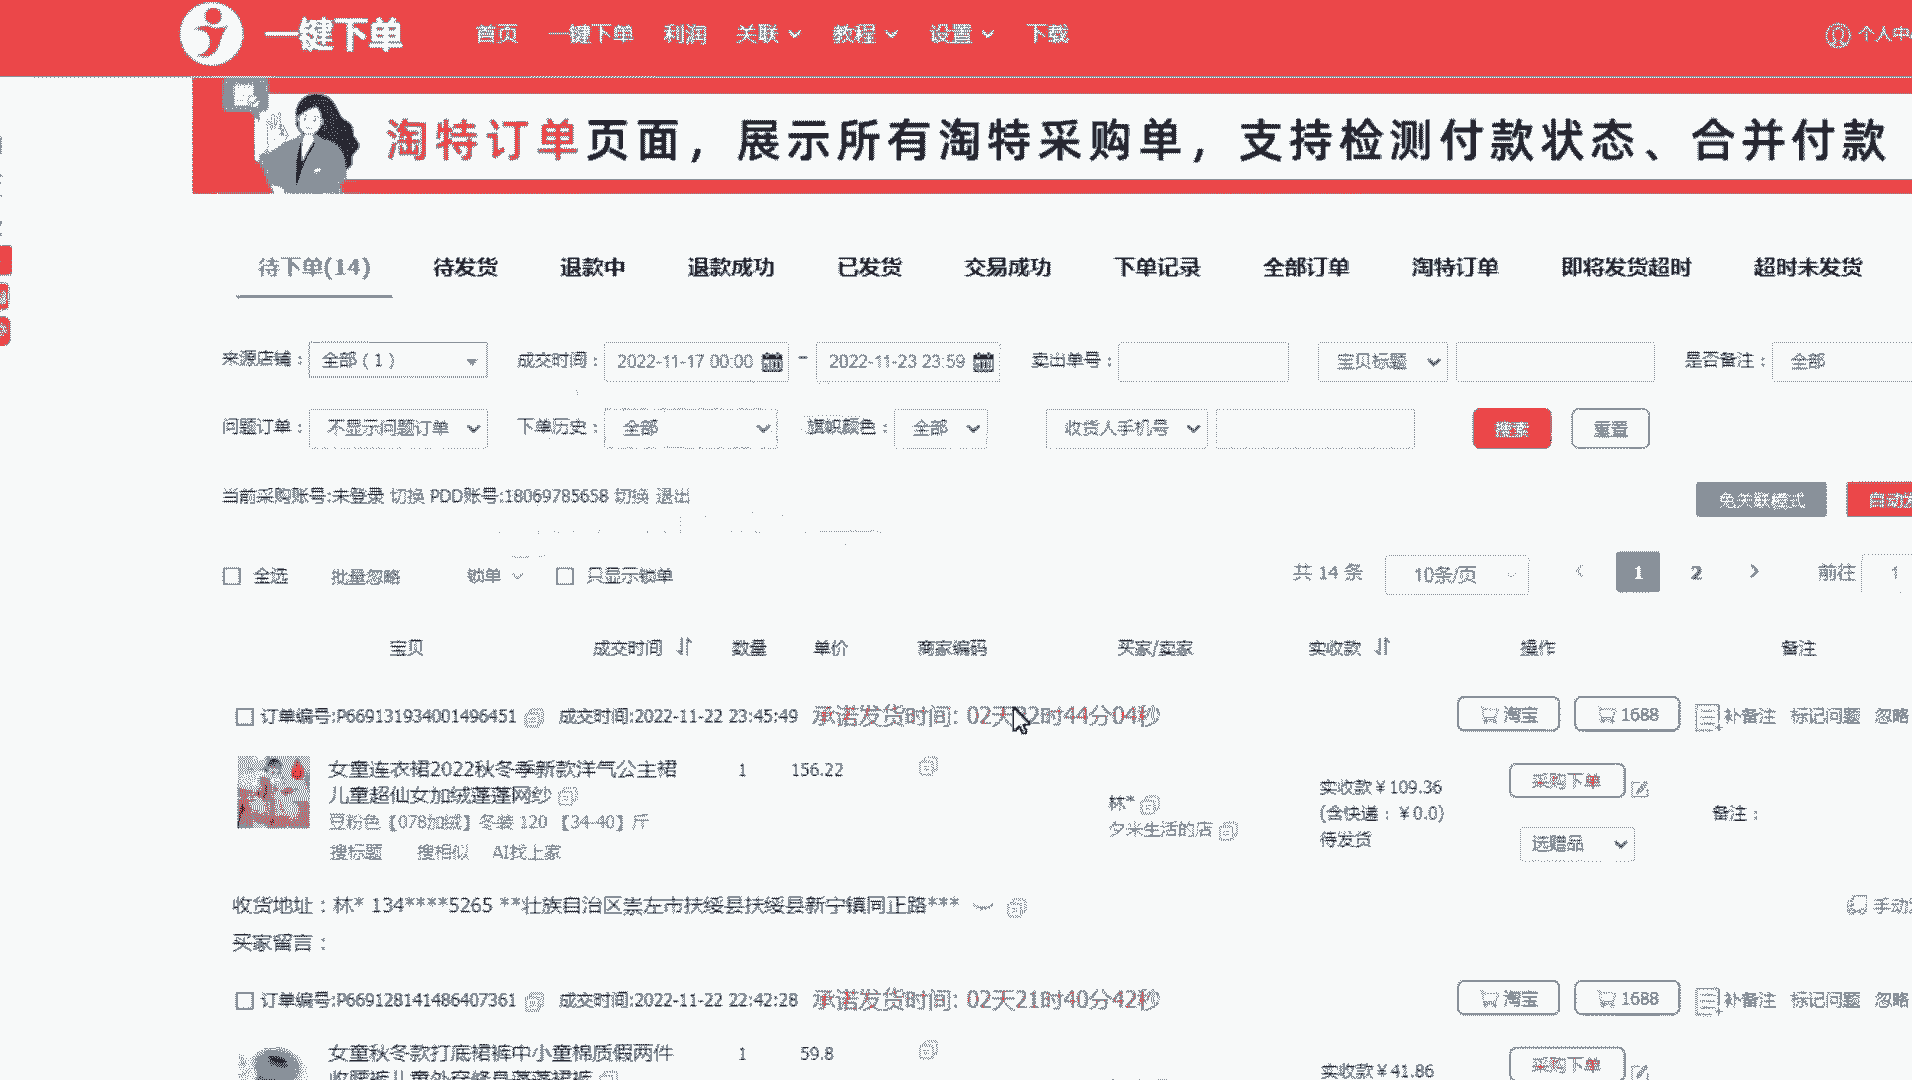 一键下单 首页 一键下单 利润 关联 教程 设置 下载 个人中
淘特订单页面，展示所有淘特采购单，支持检测付款状态、合并付款
待下单(14) 待发货 退款中 退款成功 已发货 交易成功 下单记录 全部订单 淘特订单 即将发货超时 超时未发货
来源店铺： 全部 ( 1 ) 成交时间： 2022-11-17 00:00 - 2022-11-23 23:59 卖出单号： 宝贝标题 是否备注： 全部
问题订单： 不显示问题订单 下单历史： 全部 旗帜颜色： 全部 收货人手机号 搜索 重置
当前采购账号:未登录 切换 PDD账号:18069785658 切换 退出 免关联模式 自动发
全选 批量忽略 锁单 只显示锁单 共 14 条 10条/页 1 2 前往 1
宝贝 成交时间 数量 单价 商家编码 买家/卖家 实收款 操作 备注
订单编号:P669131934001496451 成交时间:2022-11-22 23:45:49 承诺发货时间: 02天22时44分04秒 淘宝 1688 补备注 标记问题 忽略
女童连衣裙2022秋冬季新款洋气公主裙 1 156.22
儿童超仙女加绒蓬蓬网纱
豆粉色【078加绒】冬装 120 【34-40】斤
搜标题 搜相似 AI找上家
林*
夕米生活的店
实收款￥109.36
(含快递：￥0.0)
待发货
采购下单
选赠品
备注：
收货地址：林* 134****5265 **壮族自治区崇左市扶绥县扶绥县新宁镇同正路*** 手动发
买家留言：
订单编号:P669128141486407361 成交时间:2022-11-22 22:42:28 承诺发货时间: 02天21时40分42秒 淘宝 1688 补备注 标记问题 忽略
女童秋冬款打底裙裤中小童棉质假两件 1 59.8
收腰裤儿童外穿修身蓬蓬裙裤
实收款￥41.86
采购下单